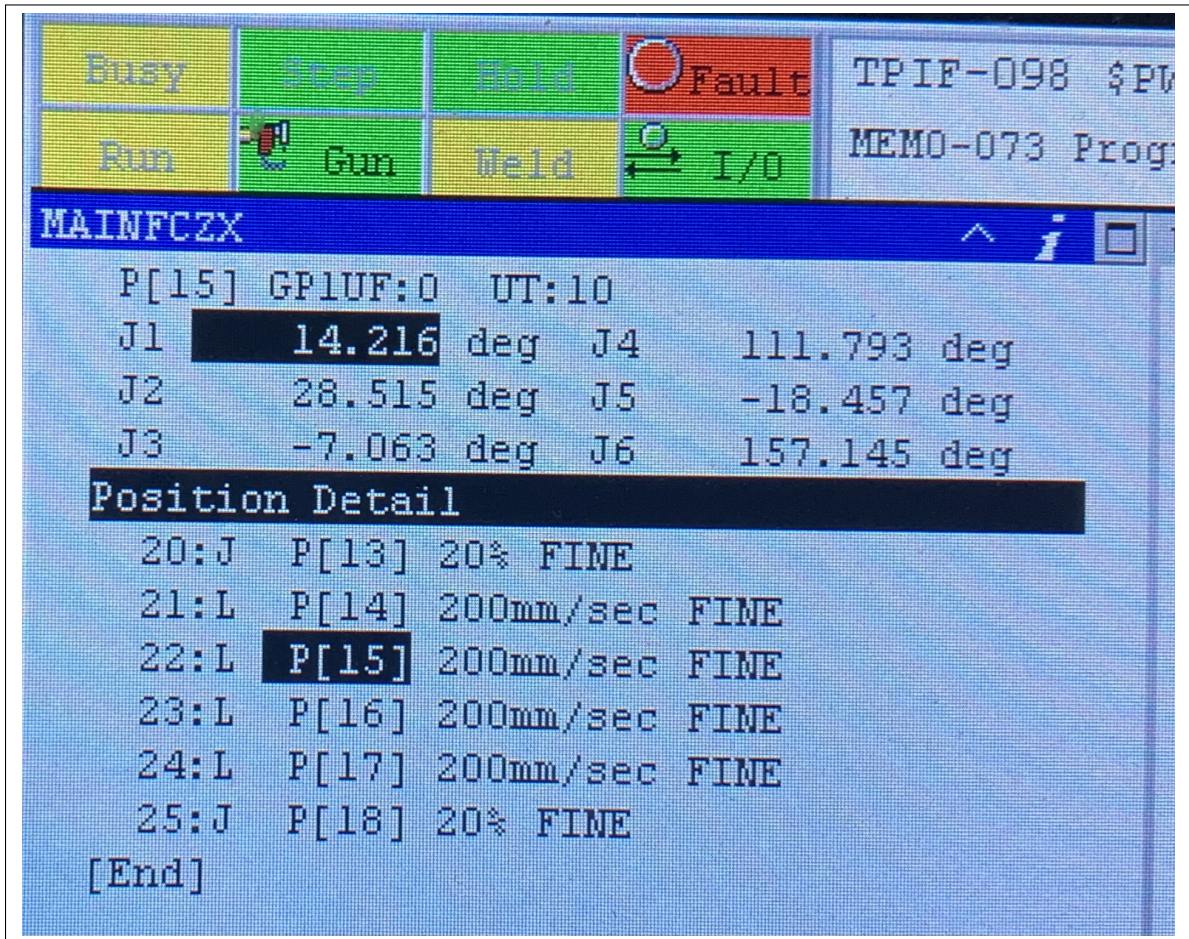 Busy Step Hold Fault TPIF-098
Run Gun Weld I/O MEMO-073
MAINFCZX
P[15] GP1UF:0 UT:10
J1 14.216 deg J4 111.793 deg
J2 28.515 deg J5 -18.457 deg
J3 -7.063 deg J6 157.145 deg
Position Detail
20:J P[13] 20% FINE
21:L P[14] 200mm/sec FINE
22:L P[15] 200mm/sec FINE
23:L P[16] 200mm/sec FINE
24:L P[17] 200mm/sec FINE
25:J P[18] 20% FINE
[End]